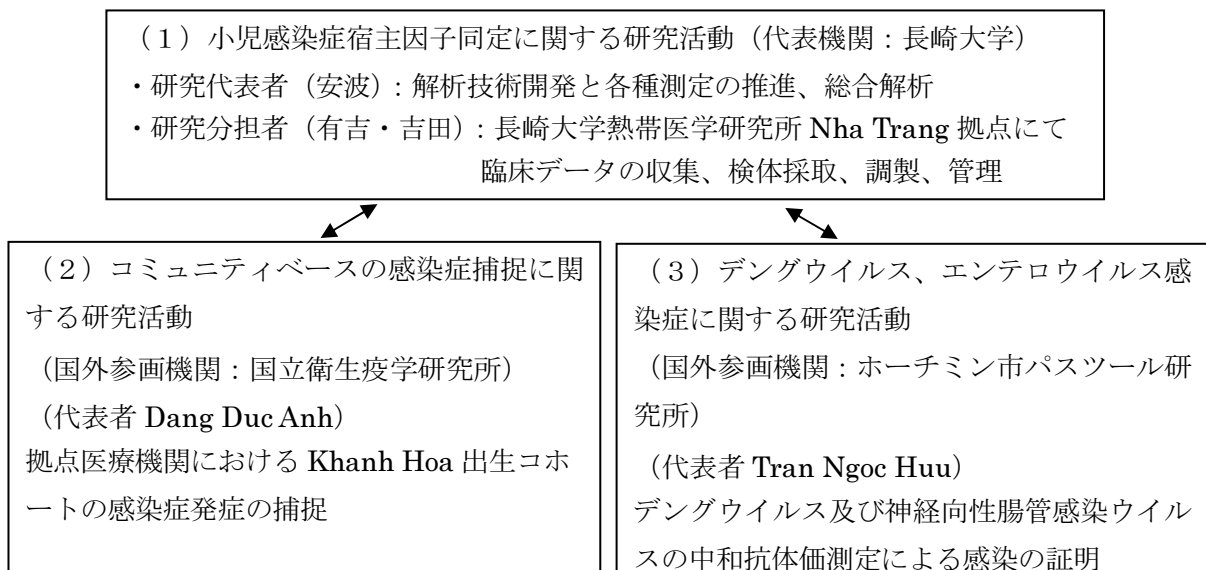 （１）小児感染症宿主因子同定に関する研究活動（代表機関：長崎大学）
・研究代表者（安波）：解析技術開発と各種測定の推進、総合解析
・研究分担者（有吉・吉田）：長崎大学熱帯医学研究所 Nha Trang 拠点にて
臨床データの収集、検体採取、調製、管理
（２）コミュニティベースの感染症捕捉に関
する研究活動
（国外参画機関：国立衛生疫学研究所）
（代表者 Dang Duc Anh）
拠点医療機関における Khanh Hoa 出生コホ
ートの感染症発症の捕捉
（３）デングウイルス、エンテロウイルス感
染症に関する研究活動
（国外参画機関：ホーチミン市パスツール研
究所）
（代表者 Tran Ngoc Huu）
デングウイルス及び神経向性腸管感染ウイル
スの中和抗体価測定による感染の証明